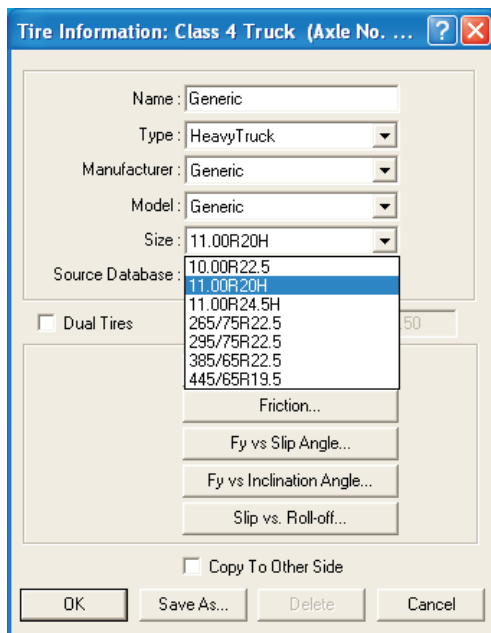 Tire Information: Class 4 Truck (Axle No. ...
Name : Generic
Type : HeavyTruck
Manufacturer : Generic
Model : Generic
Size : 11.00R20H
10.00R22.5
Source Database :
11.00R20H
11.00R24.5H
Dual Tires
265/75R22.5
.50
295/75R22.5
385/65R22.5
445/65R19.5
Friction...
Fy vs Slip Angle...
Fy vs Inclination Angle...
Slip vs. Roll-off...
Copy To Other Side
OK Save As... Delete Cancel